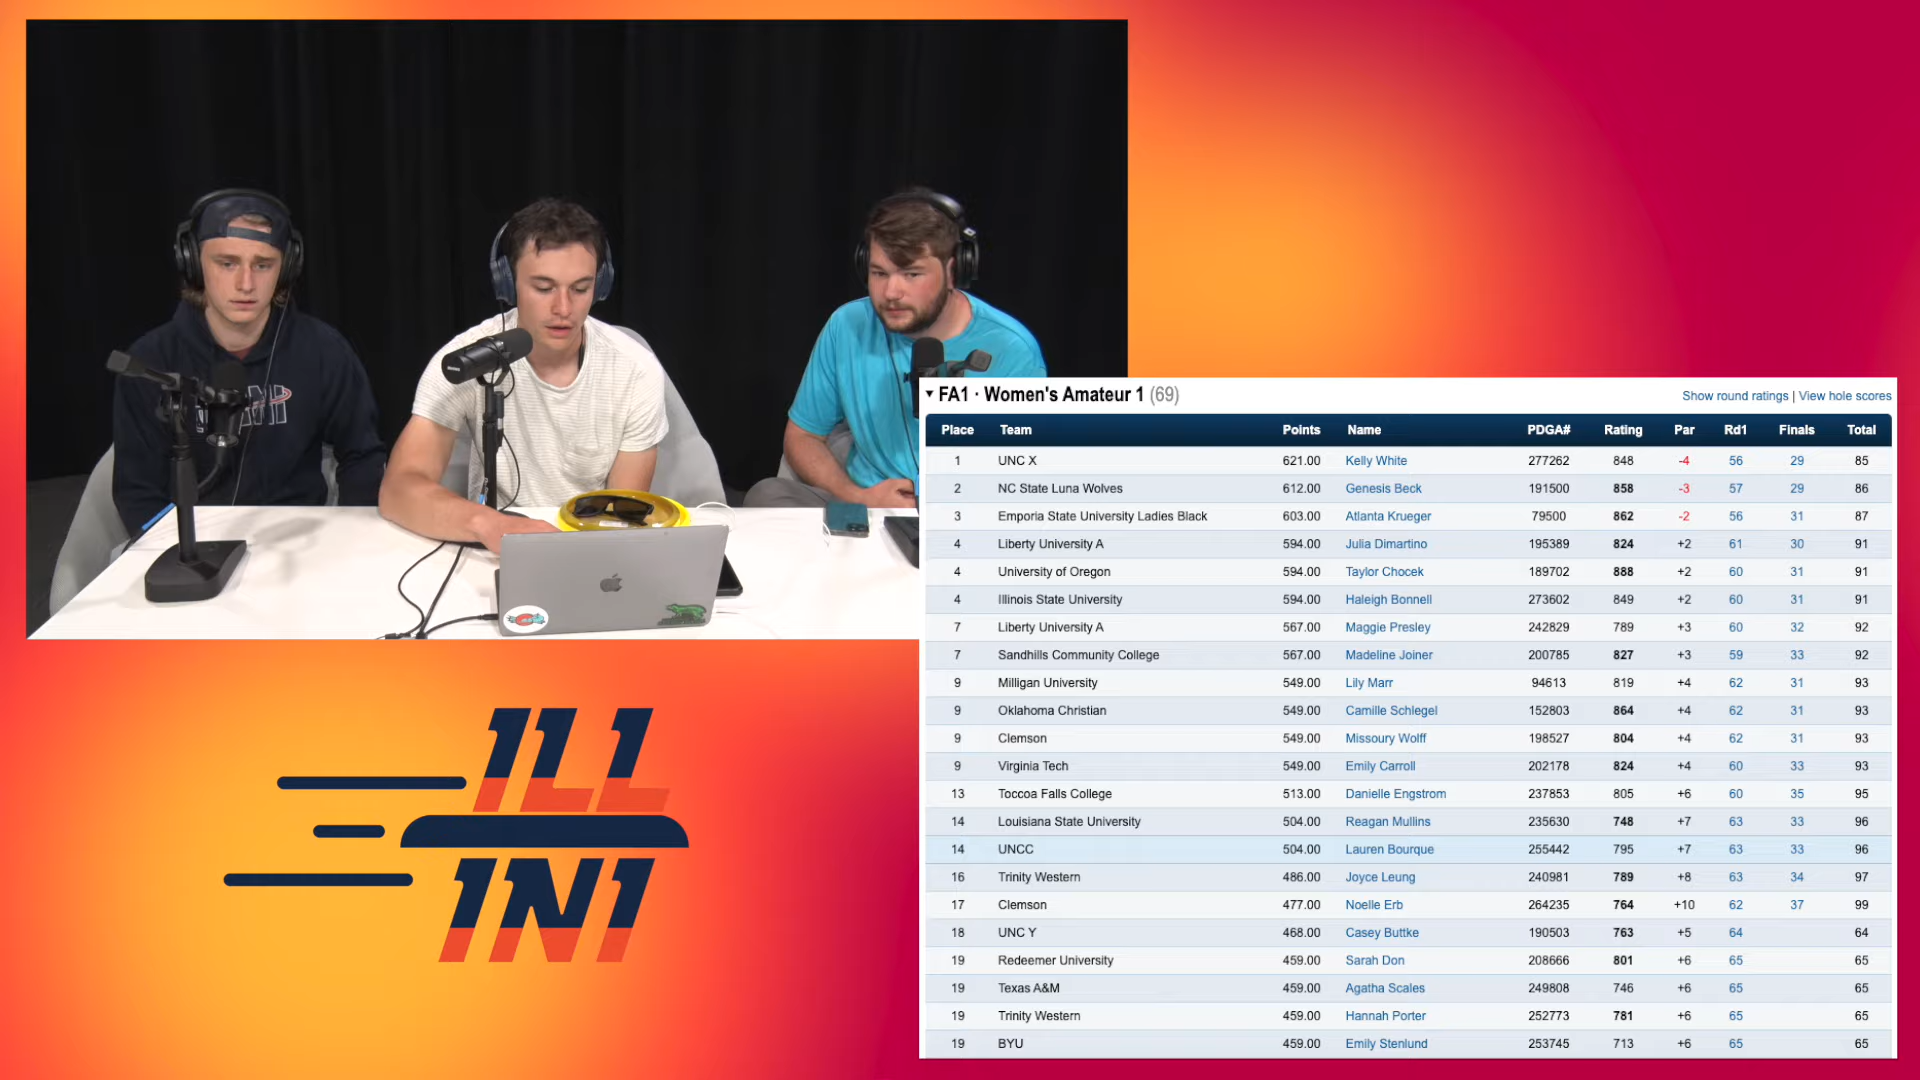 FA1 · Women's Amateur 1 (69)
Show round ratings | View hole scores
Place Team Points Name PDGA# Rating Par Rd1 Finals Total
1 UNC X 621.00 Kelly White 277262 848 -4 56 29 85
2 NC State Luna Wolves 612.00 Genesis Beck 191500 858 -3 57 29 86
3 Emporia State University Ladies Black 603.00 Atlanta Krueger 79500 862 -2 56 31 87
4 Liberty University A 594.00 Julia Dimartino 195389 824 +2 61 30 91
4 University of Oregon 594.00 Taylor Chocek 189702 888 +2 60 31 91
4 Illinois State University 594.00 Haleigh Bonnell 273602 849 +2 60 31 91
7 Liberty University A 567.00 Maggie Presley 242829 789 +3 60 32 92
7 Sandhills Community College 567.00 Madeline Joiner 200785 827 +3 59 33 92
9 Milligan University 549.00 Lily Marr 94613 819 +4 62 31 93
9 Oklahoma Christian 549.00 Camille Schlegel 152803 864 +4 62 31 93
9 Clemson 549.00 Missoury Wolff 198527 804 +4 62 31 93
9 Virginia Tech 549.00 Emily Carroll 202178 824 +4 60 33 93
13 Toccoa Falls College 513.00 Danielle Engstrom 237853 805 +6 60 35 95
14 Louisiana State University 504.00 Reagan Mullins 235630 748 +7 63 33 96
14 UNCC 504.00 Lauren Bourque 255442 795 +7 63 33 96
16 Trinity Western 486.00 Joyce Leung 240981 789 +8 63 34 97
17 Clemson 477.00 Noelle Erb 264235 764 +10 62 37 99
18 UNC Y 468.00 Casey Buttke 190503 763 +5 64 64
19 Redeemer University 459.00 Sarah Don 208666 801 +6 65 65
19 Texas A&M 459.00 Agatha Scales 249808 746 +6 65 65
19 Trinity Western 459.00 Hannah Porter 252773 781 +6 65 65
19 BYU 459.00 Emily Stenlund 253745 713 +6 65 65
ILL
INI